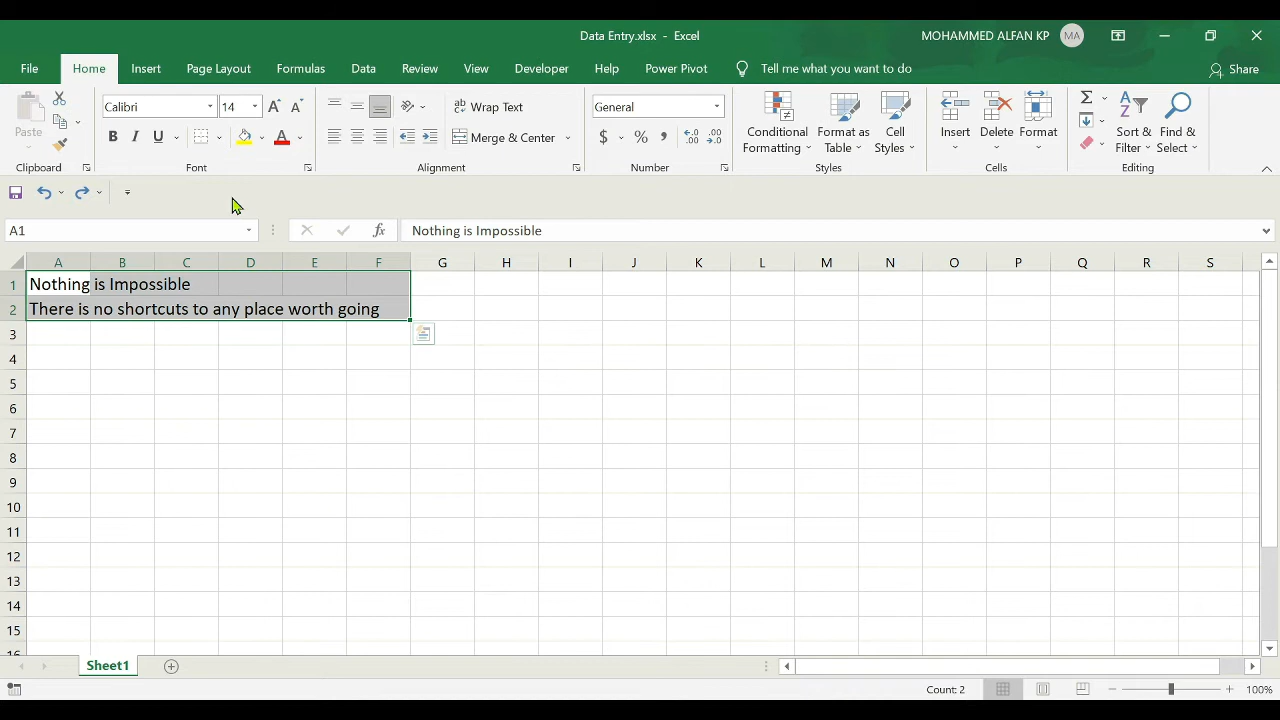 Data Entry.xlsx - Excel
MOHAMMED ALFAN KP
MA
File Home Insert Page Layout Formulas Data Review View Developer Help Power Pivot Tell me what you want to do Share
Paste
Calibri 14
B I U A
Wrap Text
Merge & Center
General
$ % ,
Conditional Formatting
Format as Table
Cell Styles
Insert
Delete
Format
Sort & Filter
Find & Select
Clipboard Font Alignment Number Styles Cells Editing
A1 fx Nothing is Impossible
A B C D E F G H I J K L M N O P Q R S
1 Nothing is Impossible
2 There is no shortcuts to any place worth going
3
4
5
6
7
8
9
10
11
12
13
14
15
16
Sheet1
Count: 2
100%